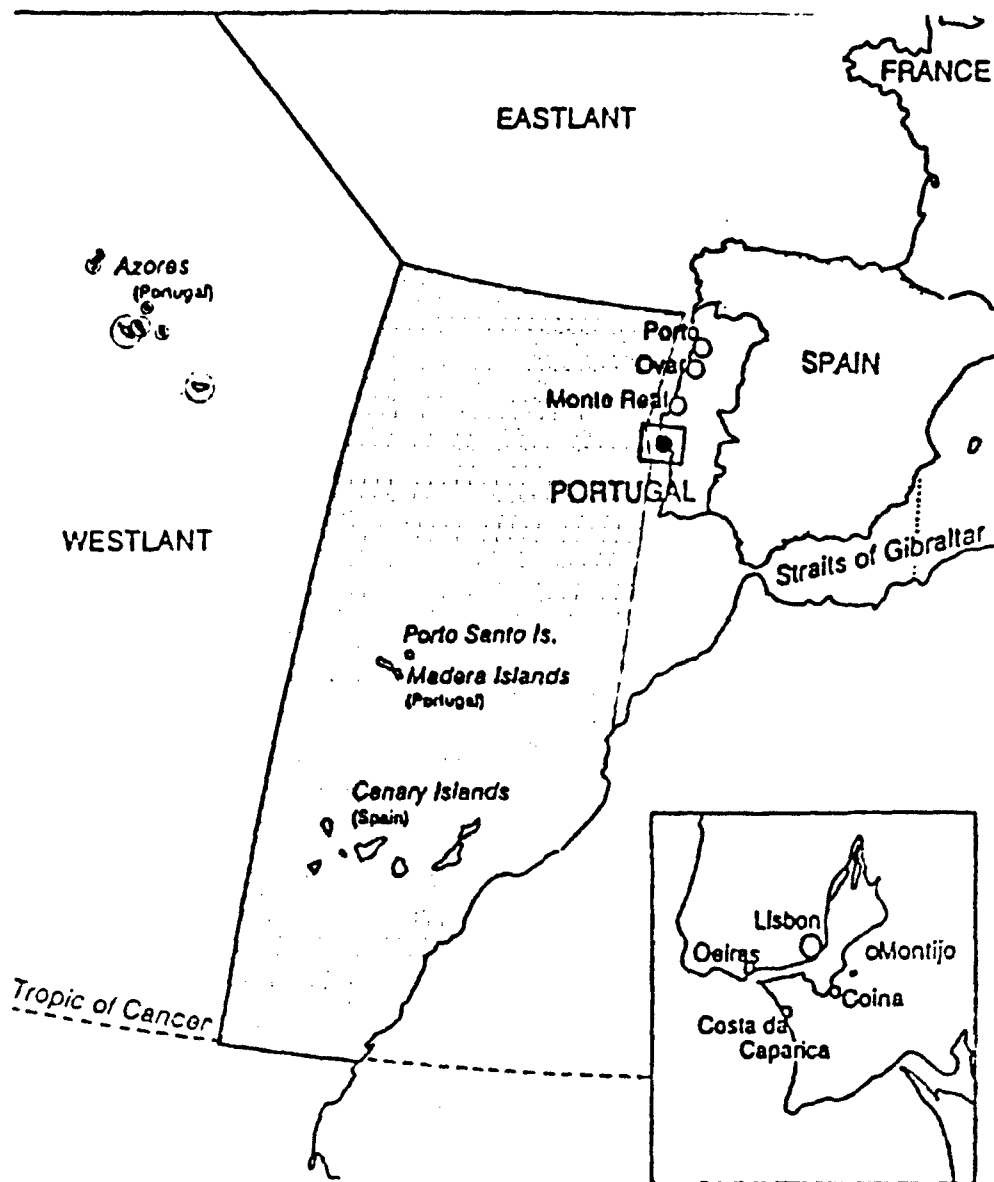 FRANCE
EASTLANT
Azores
(Portugal)
Porto
Ovar
SPAIN
Monte Real
PORTUGAL
WESTLANT
Straits of Gibraltar
Porto Santo Is.
Madera Islands
(Portugal)
Canary Islands
(Spain)
Lisbon
Oeiras
Montijo
Tropic of Cancer
Coina
Costa da
Caparica